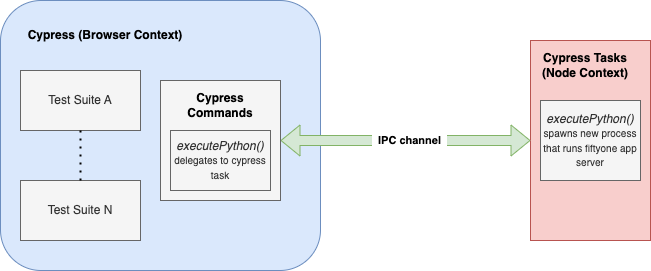 Cypress (Browser Context)
Test Suite A
Test Suite N
Cypress
Commands
executePython()
delegates to cypress
task
IPC channel
Cypress Tasks
(Node Context)
executePython()
spawns new process
that runs fiftyone app
server